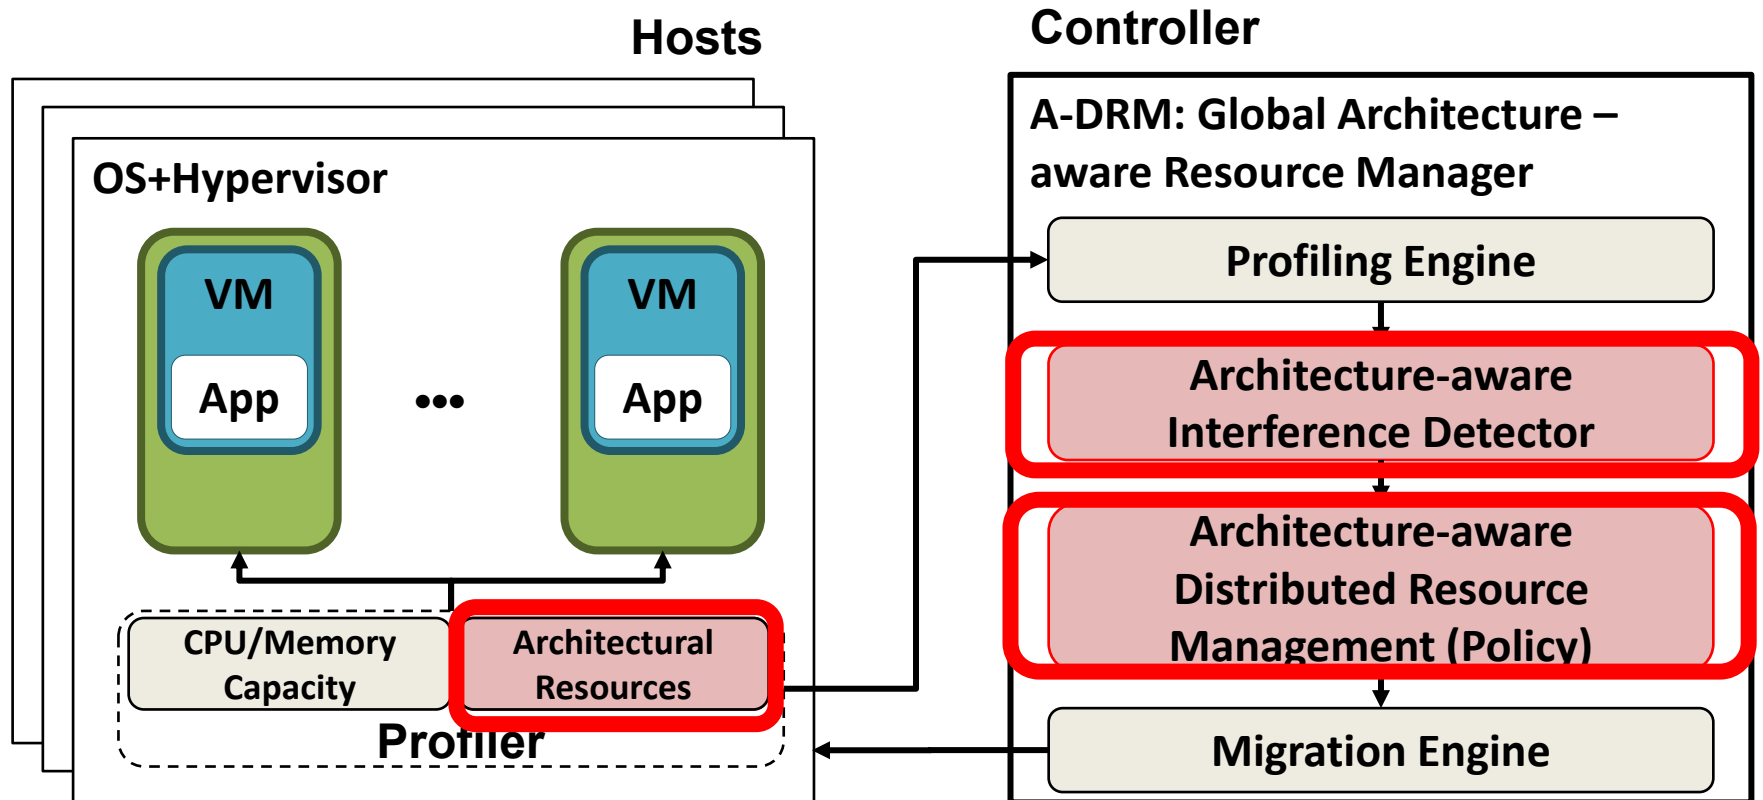 Hosts
OS+Hypervisor
VM
App
•••
VM
App
CPU/Memory
Capacity
Architectural
Resources
Profiler
Controller
A-DRM: Global Architecture –
aware Resource Manager
Profiling Engine
Architecture-aware
Interference Detector
Architecture-aware
Distributed Resource
Management (Policy)
Migration Engine